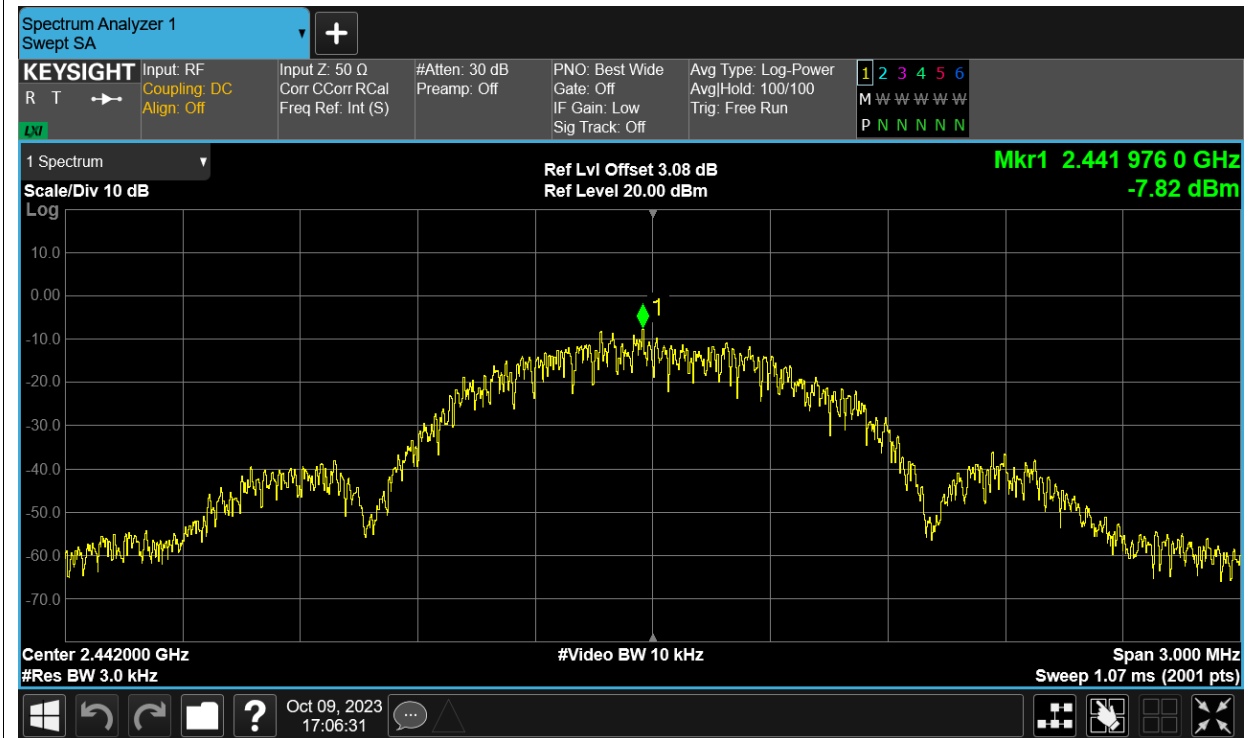 Spectrum Analyzer 1
Swept SA
KEYSIGHT
R T
LXI
Input: RF
Coupling: DC
Align: Off
Input Z: 50 Ω
Corr CCorr RCal
Freq Ref: Int (S)
#Atten: 30 dB
Preamp: Off
PNO: Best Wide
Gate: Off
IF Gain: Low
Sig Track: Off
Avg Type: Log-Power
Avg|Hold: 100/100
Trig: Free Run
1 2 3 4 5 6
M W W W W W W
P N N N N N N
1 Spectrum
Scale/Div 10 dB
Log
Ref Lvl Offset 3.08 dB
Ref Level 20.00 dBm
Mkr1 2.441 976 0 GHz
-7.82 dBm
10.0
0.00
1
-10.0
-20.0
-30.0
-40.0
-50.0
-60.0
-70.0
Center 2.442000 GHz
#Res BW 3.0 kHz
#Video BW 10 kHz
Span 3.000 MHz
Sweep 1.07 ms (2001 pts)
?
Oct 09, 2023
17:06:31